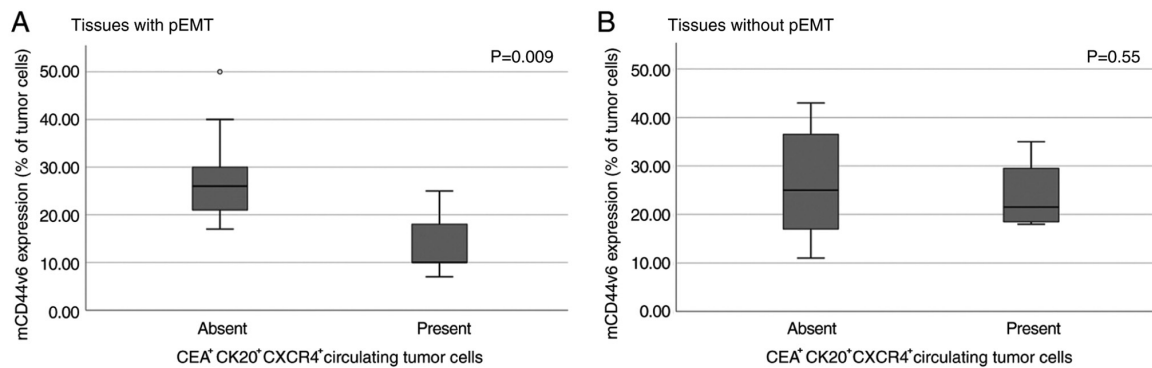 A
Tissues with pEMT
P=0.009
mCD44v6 expression (% of tumor cells)
50.00
40.00
30.00
20.00
10.00
0.00
Absent
Present
CEA⁺ CK20⁺CXCR4⁺circulating tumor cells
B
Tissues without pEMT
P=0.55
mCD44v6 expression (% of tumor cells)
50.00
40.00
30.00
20.00
10.00
0.00
Absent
Present
CEA⁺ CK20⁺CXCR4⁺circulating tumor cells